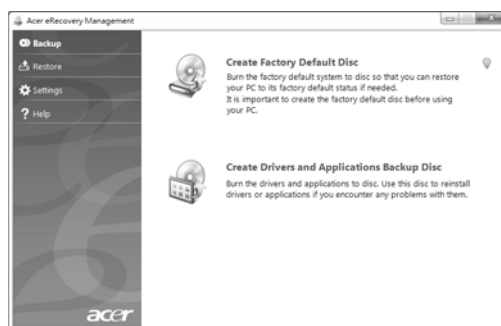 Acer eRecovery Management
Backup
Restore
Settings
Help
Create Factory Default Disc
Burn the factory default system to disc so that you can restore
your PC to its factory default status if needed.
It is important to create the factory default disc before using
your PC.
Create Drivers and Applications Backup Disc
Burn the drivers and applications to disc. Use this disc to reinstall
drivers or applications if you encounter any problems with them.
acer